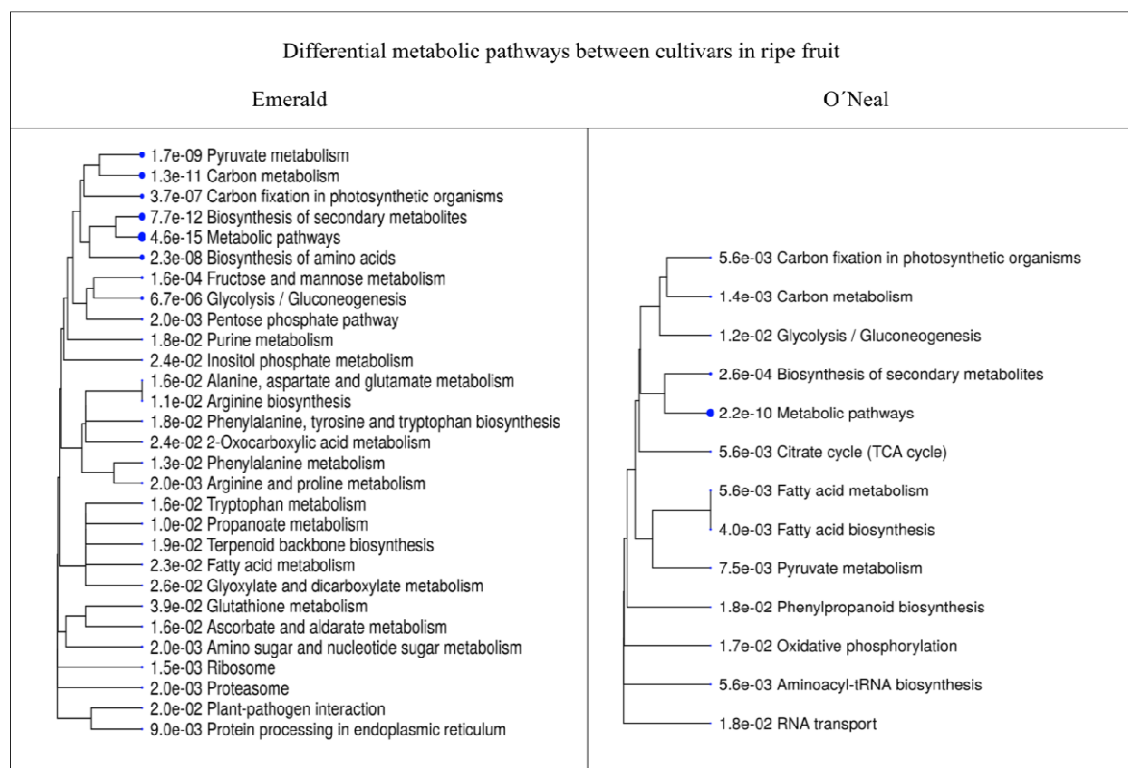 Differential metabolic pathways between cultivars in ripe fruit
Emerald
O´Neal
1.7e-09 Pyruvate metabolism
1.3e-11 Carbon metabolism
3.7e-07 Carbon fixation in photosynthetic organisms
7.7e-12 Biosynthesis of secondary metabolites
4.6e-15 Metabolic pathways
2.3e-08 Biosynthesis of amino acids
1.6e-04 Fructose and mannose metabolism
6.7e-06 Glycolysis / Gluconeogenesis
2.0e-03 Pentose phosphate pathway
1.8e-02 Purine metabolism
2.4e-02 Inositol phosphate metabolism
1.6e-02 Alanine, aspartate and glutamate metabolism
1.1e-02 Arginine biosynthesis
1.8e-02 Phenylalanine, tyrosine and tryptophan biosynthesis
2.4e-02 2-Oxocarboxylic acid metabolism
1.3e-02 Phenylalanine metabolism
2.0e-03 Arginine and proline metabolism
1.6e-02 Tryptophan metabolism
1.0e-02 Propanoate metabolism
1.9e-02 Terpenoid backbone biosynthesis
2.3e-02 Fatty acid metabolism
2.6e-02 Glyoxylate and dicarboxylate metabolism
3.9e-02 Glutathione metabolism
1.6e-02 Ascorbate and aldarate metabolism
2.0e-03 Amino sugar and nucleotide sugar metabolism
1.5e-03 Ribosome
2.0e-03 Proteasome
2.0e-02 Plant-pathogen interaction
9.0e-03 Protein processing in endoplasmic reticulum
5.6e-03 Carbon fixation in photosynthetic organisms
1.4e-03 Carbon metabolism
1.2e-02 Glycolysis / Gluconeogenesis
2.6e-04 Biosynthesis of secondary metabolites
2.2e-10 Metabolic pathways
5.6e-03 Citrate cycle (TCA cycle)
5.6e-03 Fatty acid metabolism
4.0e-03 Fatty acid biosynthesis
7.5e-03 Pyruvate metabolism
1.8e-02 Phenylpropanoid biosynthesis
1.7e-02 Oxidative phosphorylation
5.6e-03 Aminoacyl-tRNA biosynthesis
1.8e-02 RNA transport